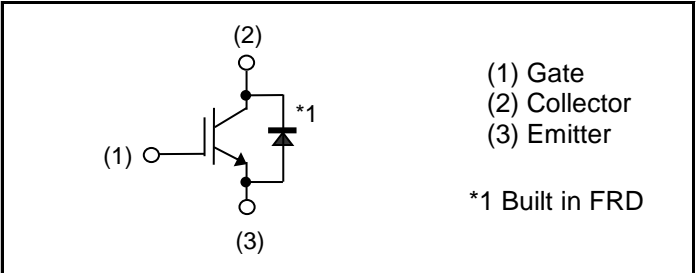 (2)
*1
(1)
(3)
(1) Gate
(2) Collector
(3) Emitter
*1 Built in FRD